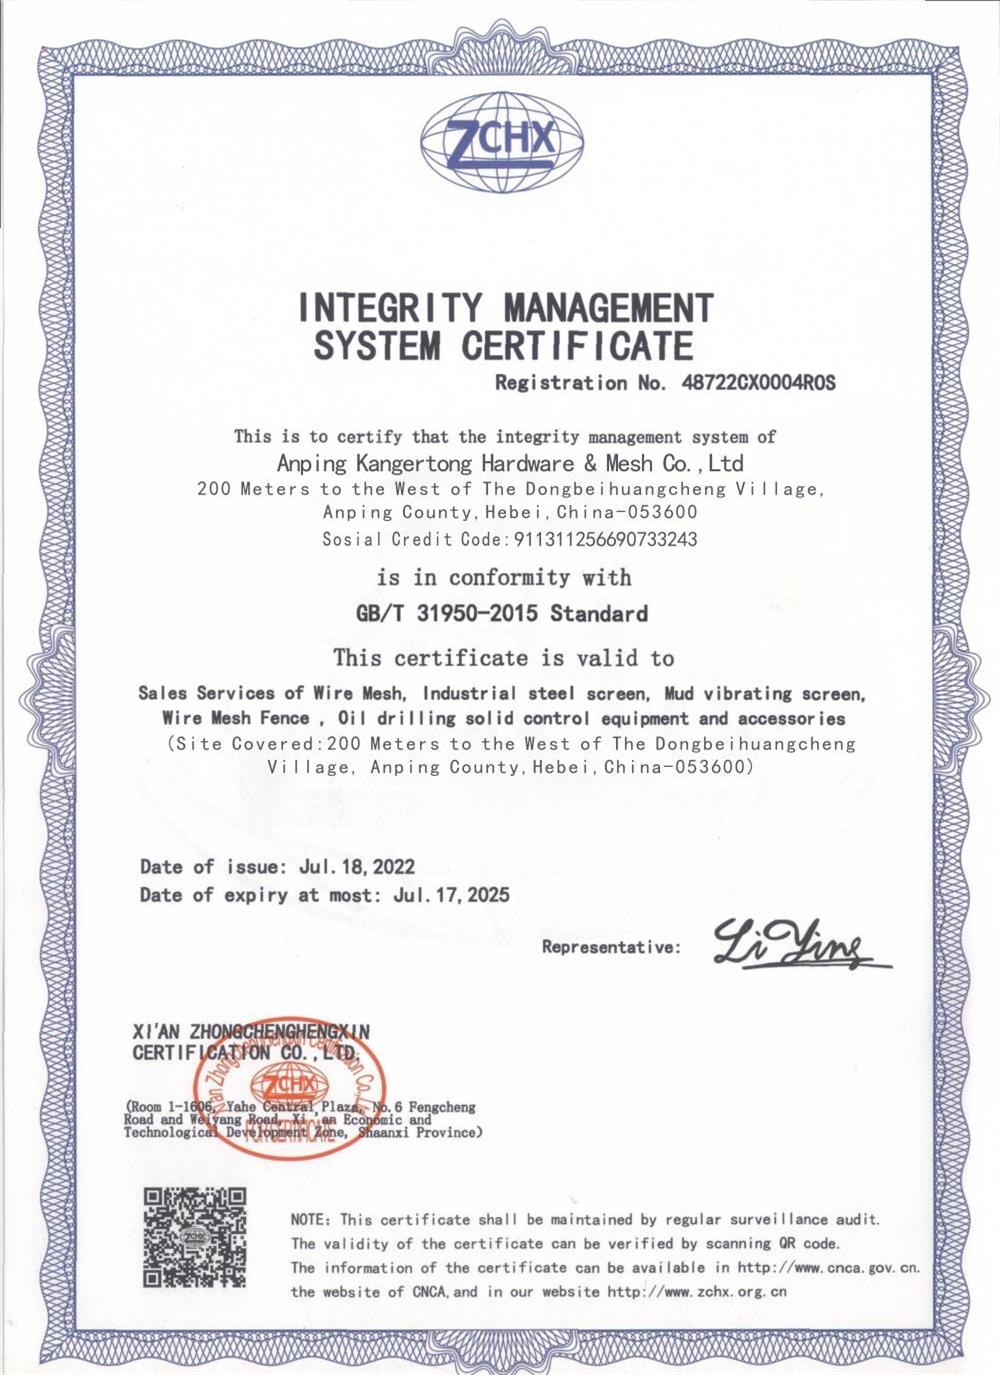 ZCHX
INTEGRITY MANAGEMENT
SYSTEM CERTIFICATE
Registration No. 48722CX0004R0S
This is to certify that the integrity management system of
Anping Kangertong Hardware & Mesh Co.,Ltd
200 Meters to the West of The Dongbeihuangcheng Village,
Anping County,Hebei,China-053600
Sosial Credit Code:911311256690733243
is in conformity with
GB/T 31950-2015 Standard
This certificate is valid to
Sales Services of Wire Mesh, Industrial steel screen, Mud vibrating screen,
Wire Mesh Fence , Oil drilling solid control equipment and accessories
(Site Covered:200 Meters to the West of The Dongbeihuangcheng
Village, Anping County,Hebei,China-053600)
Date of issue: Jul.18,2022
Date of expiry at most: Jul.17,2025
Representative: Li Ying
XI'AN ZHONGCHENGHENGXIN
CERTIFICATION CO.,LTD.
ZCHX
(Room 1-1606, Yahe Central Plaza, No.6 Fengcheng
Road and Weiyang Road, Xi'an Economic and
Technological Development Zone, Shaanxi Province)
ZCHX
NOTE: This certificate shall be maintained by regular surveillance audit.
The validity of the certificate can be verified by scanning QR code.
The information of the certificate can be available in http://www.cnca.gov.cn.
the website of CNCA,and in our website http://www.zchx.org.cn